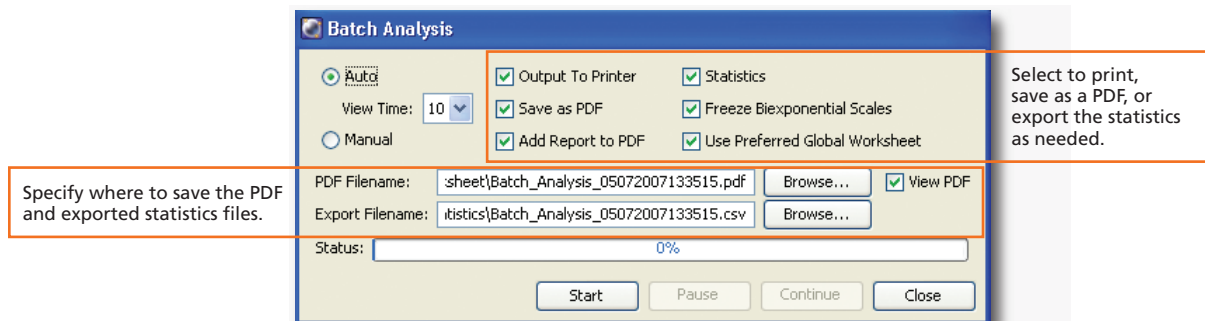 Batch Analysis
Auto
View Time: 10
Manual
Output To Printer
Save as PDF
Add Report to PDF
Statistics
Freeze Biexponential Scales
Use Preferred Global Worksheet
Select to print,
save as a PDF, or
export the statistics
as needed.
Specify where to save the PDF
and exported statistics files.
PDF Filename: :sheet\Batch_Analysis_05072007133515.pdf Browse... View PDF
Export Filename: itistics\Batch_Analysis_05072007133515.csv Browse...
Status: 0%
Start Pause Continue Close